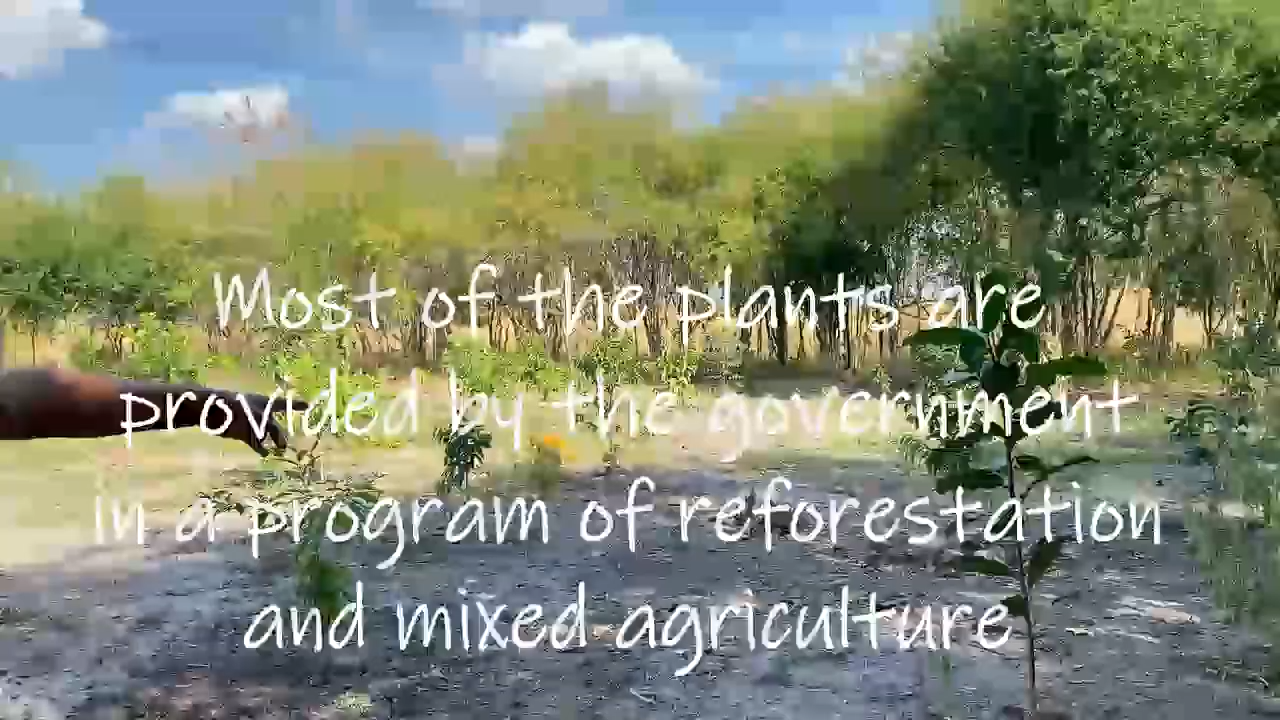 Most of the plants are
provided by the government
in a program of reforestation
and mixed agriculture